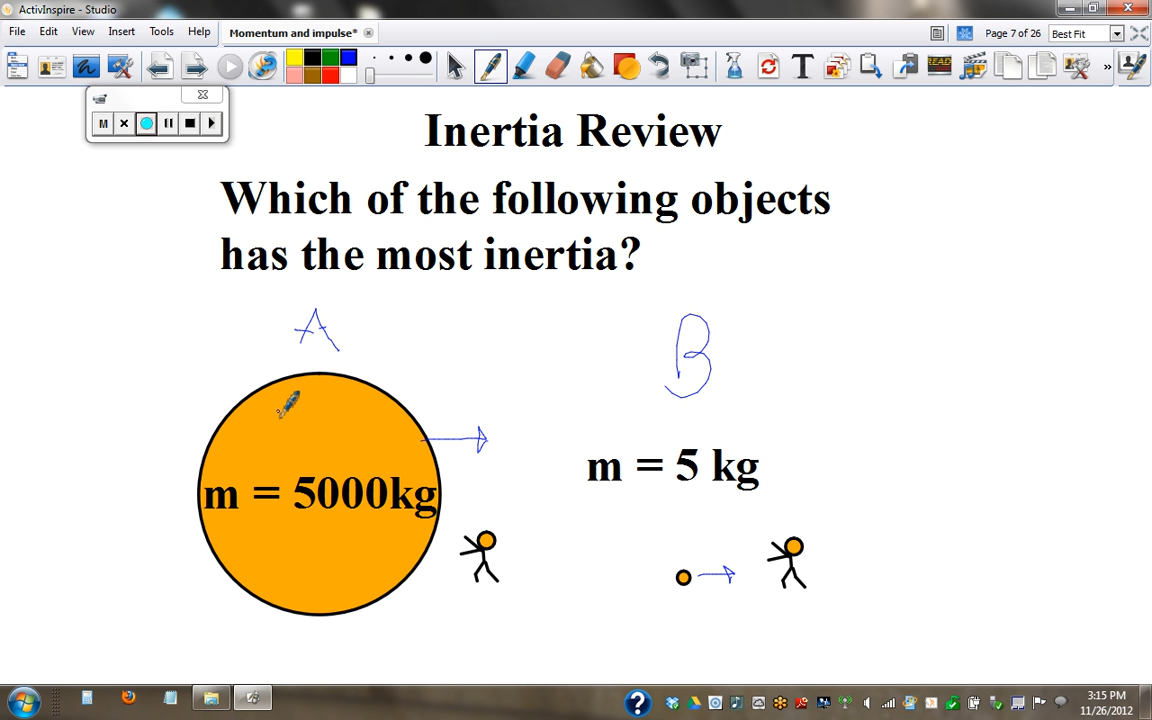 ActivInspire - Studio
File Edit View Insert Tools Help
Momentum and impulse*
Page 7 of 26
Best Fit
M
T
READ
»
Inertia Review
Which of the following objects
has the most inertia?
A
B
m = 5000kg
m = 5 kg
?
3:15 PM
11/26/2012